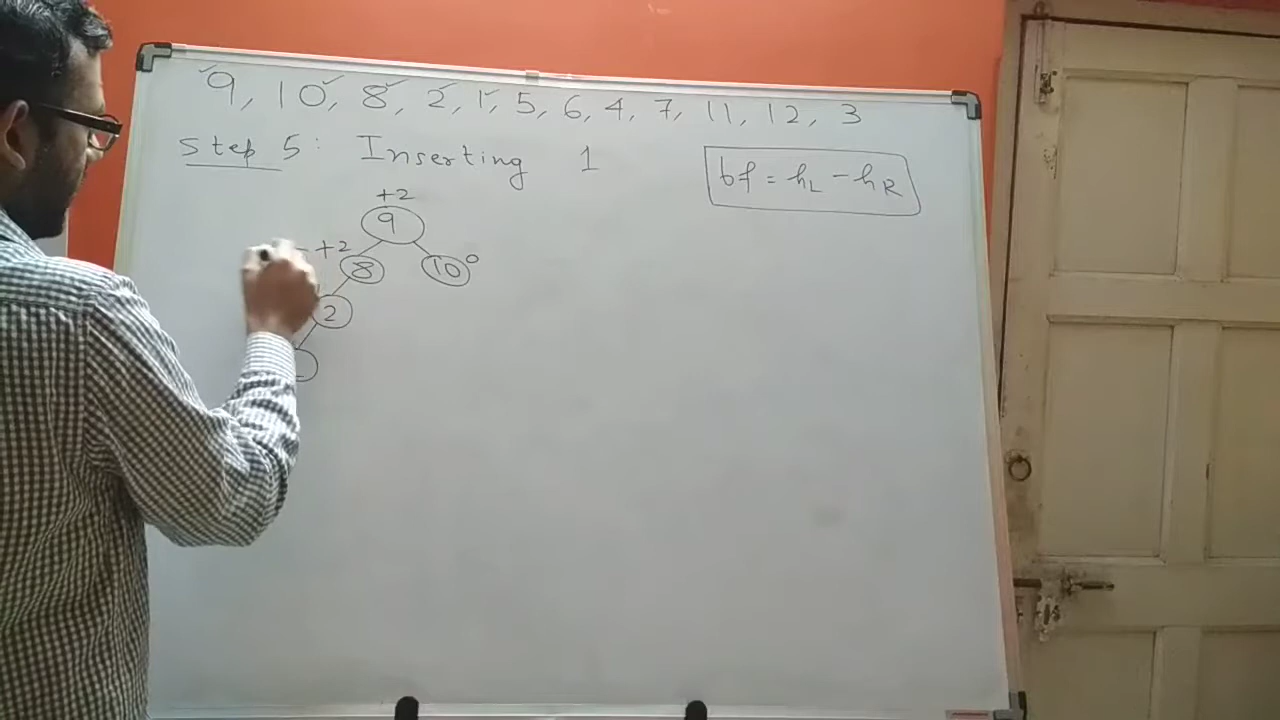 9, 10, 8, 2, 1, 5, 6, 4, 7, 11, 12, 3
Step 5: Inserting 1
bf = hL - hR
+2
9
+2
8
10 0
2